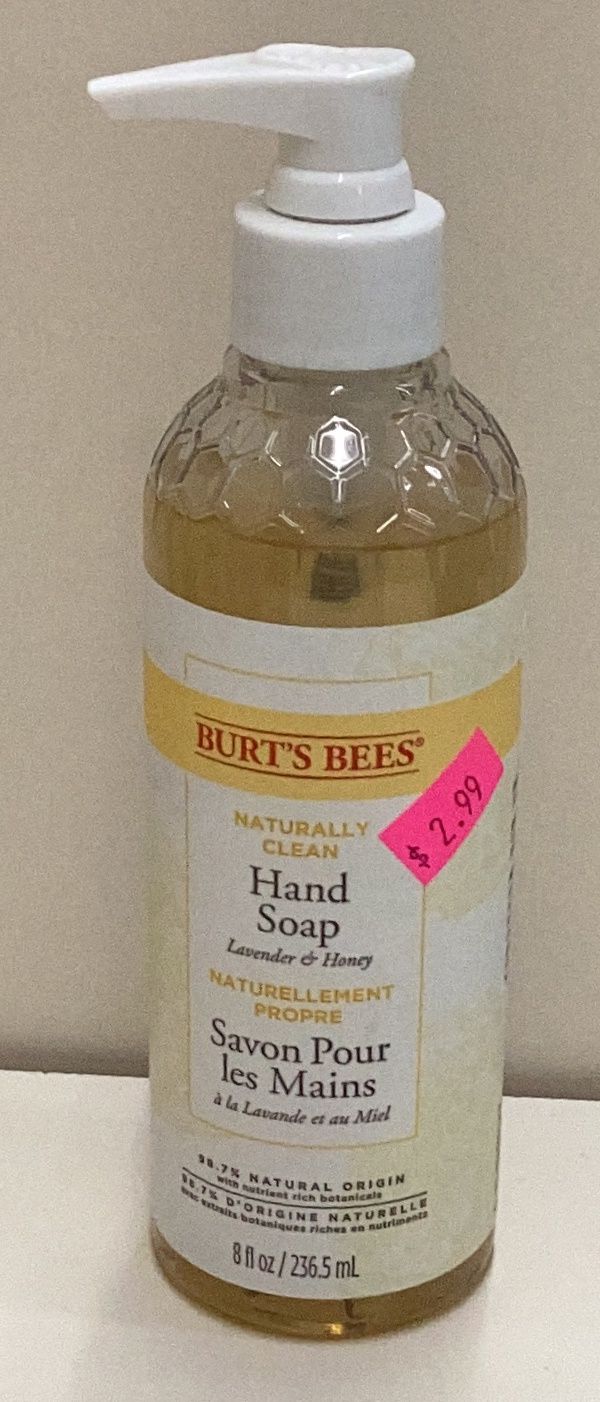 BURT'S BEES®
$2.99
NATURALLY
CLEAN
Hand
Soap
Lavender & Honey
NATURELLEMENT
PROPRE
Savon Pour
les Mains
à la Lavande et au Miel
98.7% NATURAL ORIGIN
with nutrient rich botanicals
98.7% D'ORIGINE NATURELLE
avec extraits botaniques riches en nutriments
8 fl oz / 236.5 mL